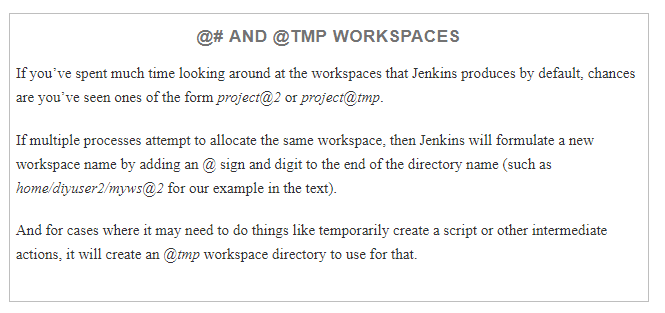 @# AND @TMP WORKSPACES
If you’ve spent much time looking around at the workspaces that Jenkins produces by default, chances
are you’ve seen ones of the form project@2 or project@tmp.
If multiple processes attempt to allocate the same workspace, then Jenkins will formulate a new
workspace name by adding an @ sign and digit to the end of the directory name (such as
home/diyuser2/myws@2 for our example in the text).
And for cases where it may need to do things like temporarily create a script or other intermediate
actions, it will create an @tmp workspace directory to use for that.